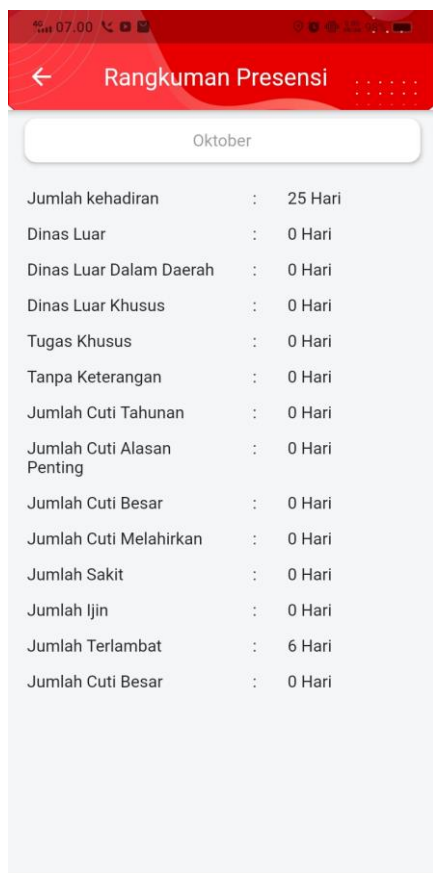 4G 07.00
Rangkuman Presensi
Oktober
Jumlah kehadiran : 25 Hari
Dinas Luar : 0 Hari
Dinas Luar Dalam Daerah : 0 Hari
Dinas Luar Khusus : 0 Hari
Tugas Khusus : 0 Hari
Tanpa Keterangan : 0 Hari
Jumlah Cuti Tahunan : 0 Hari
Jumlah Cuti Alasan : 0 Hari
Penting
Jumlah Cuti Besar : 0 Hari
Jumlah Cuti Melahirkan : 0 Hari
Jumlah Sakit : 0 Hari
Jumlah Ijin : 0 Hari
Jumlah Terlambat : 6 Hari
Jumlah Cuti Besar : 0 Hari